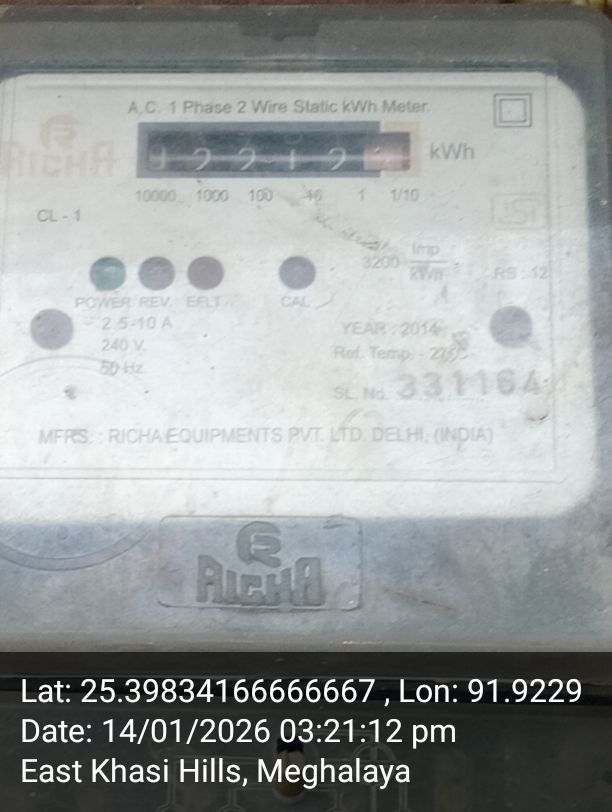 A.C. 1 Phase 2 Wire Static kWh Meter.
RICHA
kWh
10000 1000 100 10 1 1/10
CL - 1
3200 Imp
kWh
RS : 12
POWER REV. EFLT CAL
2.5-10 A
240 V.
50 Hz.
YEAR : 2014
Ref. Temp. - 27°C
SL. No. 331164
MFRS. : RICHA EQUIPMENTS PVT. LTD. DELHI, (INDIA)
RICHA
Lat: 25.39834166666667 , Lon: 91.9229
Date: 14/01/2026 03:21:12 pm
East Khasi Hills, Meghalaya